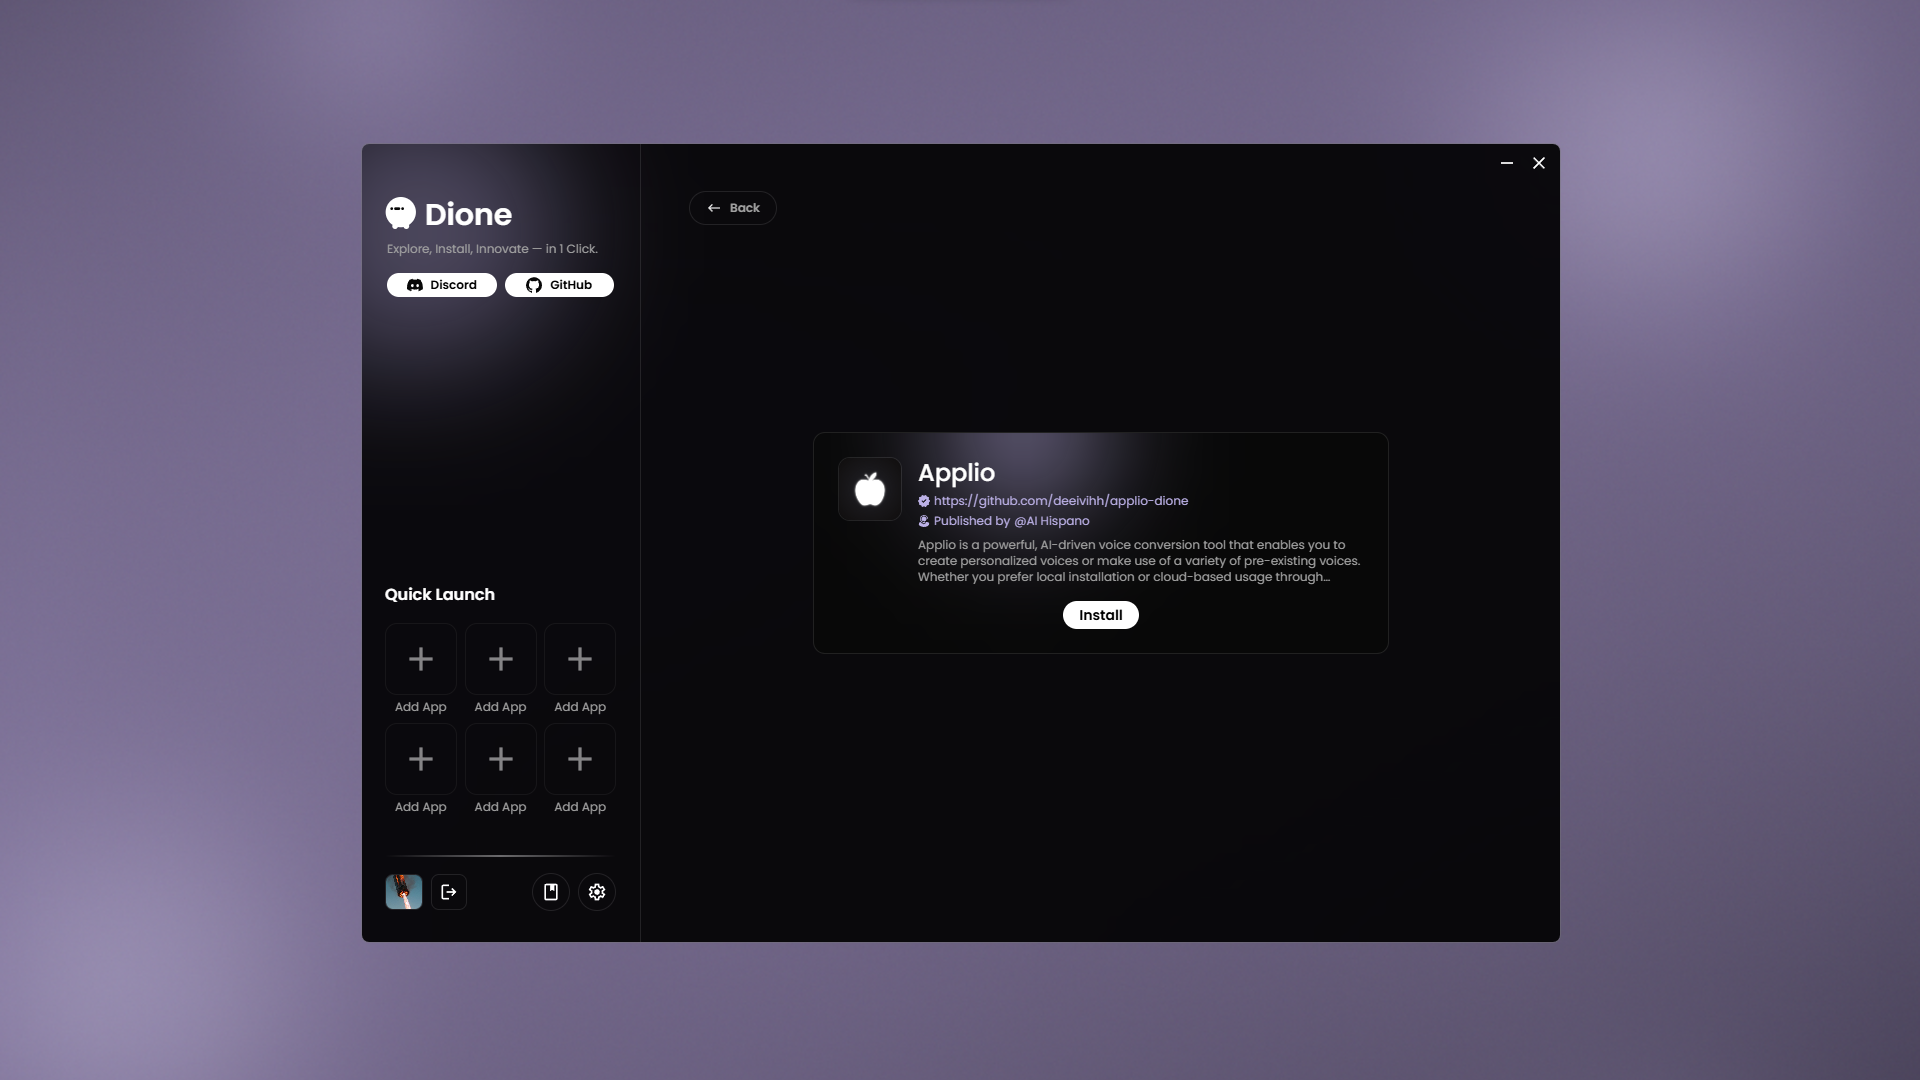 Dione
Explore, Install, Innovate — in 1 Click.
Discord
GitHub
Back
Applio
https://github.com/deeivihh/applio-dione
Published by @AI Hispano
Applio is a powerful, AI-driven voice conversion tool that enables you to
create personalized voices or make use of a variety of pre-existing voices.
Whether you prefer local installation or cloud-based usage through...
Install
Quick Launch
Add App
Add App
Add App
Add App
Add App
Add App